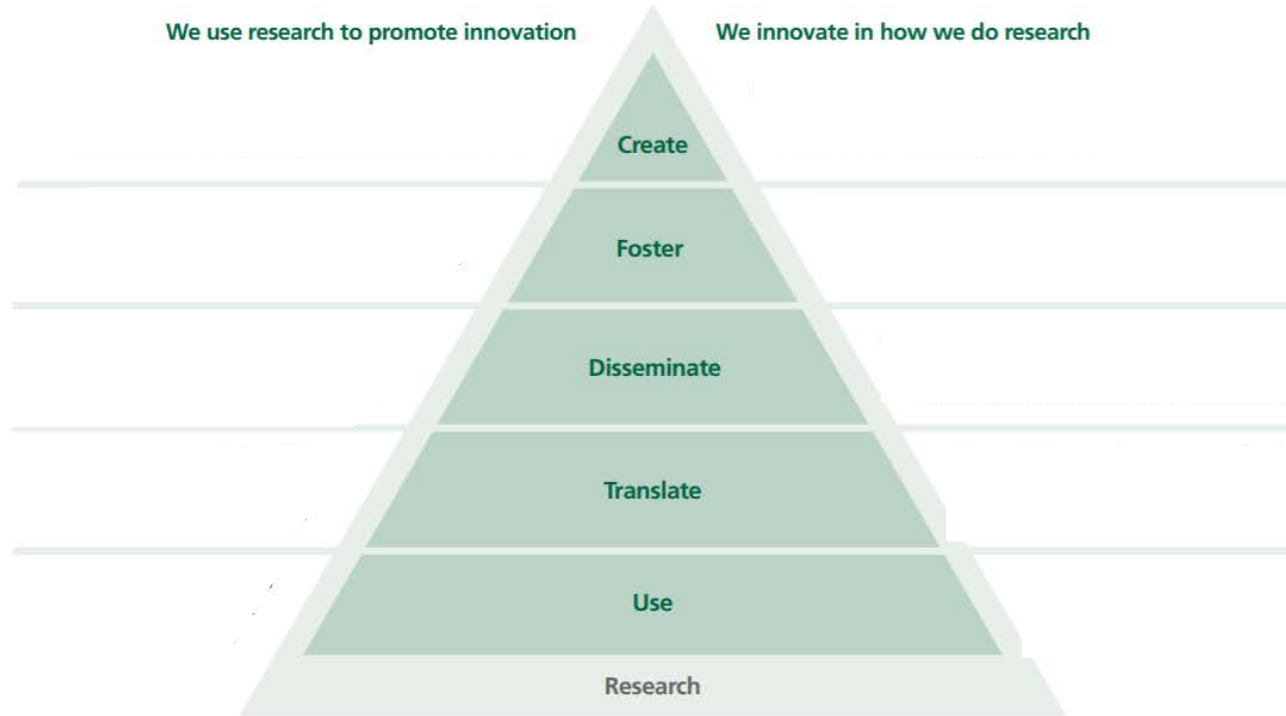 We use research to promote innovation
We innovate in how we do research
Create
Foster
Disseminate
Translate
Use
Research